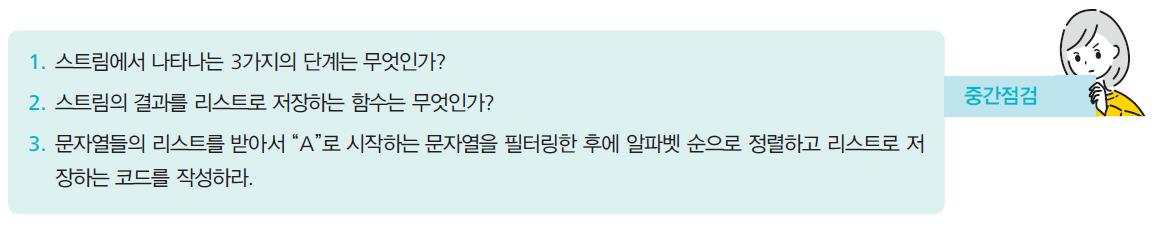 1. 스트림에서 나타나는 3가지의 단계는 무엇인가?
2. 스트림의 결과를 리스트로 저장하는 함수는 무엇인가?
3. 문자열들의 리스트를 받아서 “A”로 시작하는 문자열을 필터링한 후에 알파벳 순으로 정렬하고 리스트로 저
장하는 코드를 작성하라.
중간점검